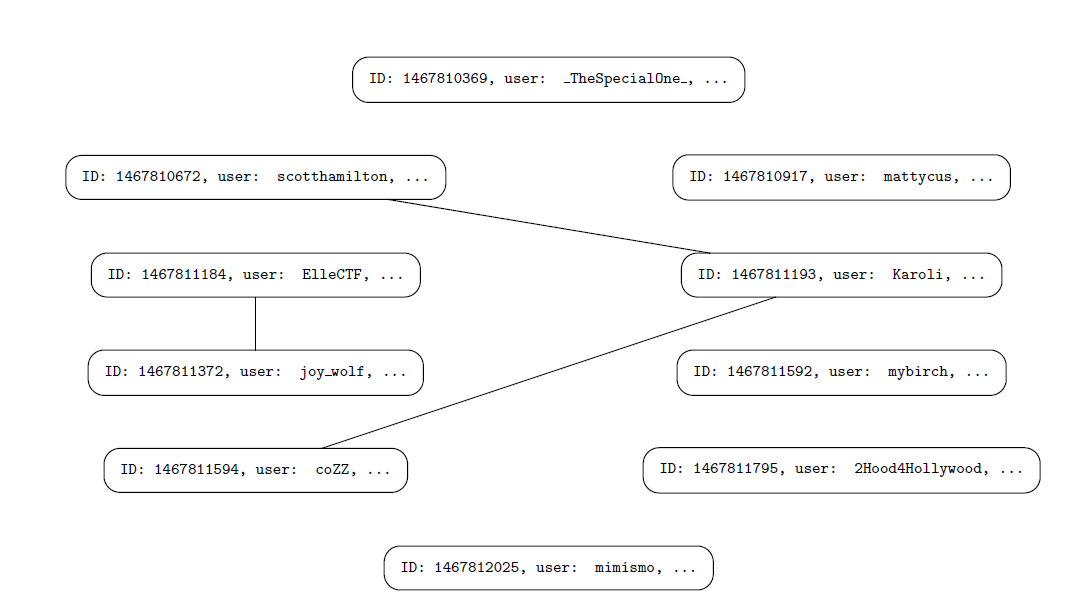 ID: 1467810369, user: _TheSpecialOne_, ...
ID: 1467810672, user: scotthamilton, ...
ID: 1467810917, user: mattycus, ...
ID: 1467811184, user: ElleCTF, ...
ID: 1467811193, user: Karoli, ...
ID: 1467811372, user: joy_wolf, ...
ID: 1467811592, user: mybirch, ...
ID: 1467811594, user: coZZ, ...
ID: 1467811795, user: 2Hood4Hollywood, ...
ID: 1467812025, user: mimismo, ...